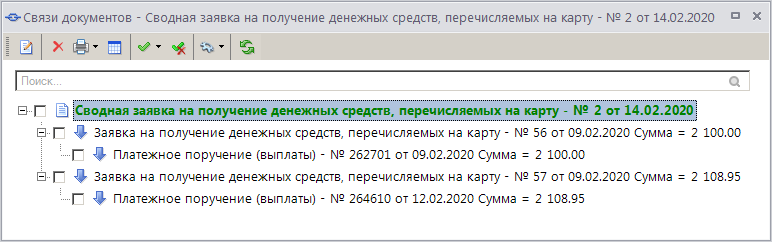 Связи документов - Сводная заявка на получение денежных средств, перечисляемых на карту - № 2 от 14.02.2020
Поиск...
Сводная заявка на получение денежных средств, перечисляемых на карту - № 2 от 14.02.2020
Заявка на получение денежных средств, перечисляемых на карту - № 56 от 09.02.2020 Сумма = 2 100.00
Платежное поручение (выплаты) - № 262701 от 09.02.2020 Сумма = 2 100.00
Заявка на получение денежных средств, перечисляемых на карту - № 57 от 09.02.2020 Сумма = 2 108.95
Платежное поручение (выплаты) - № 264610 от 12.02.2020 Сумма = 2 108.95